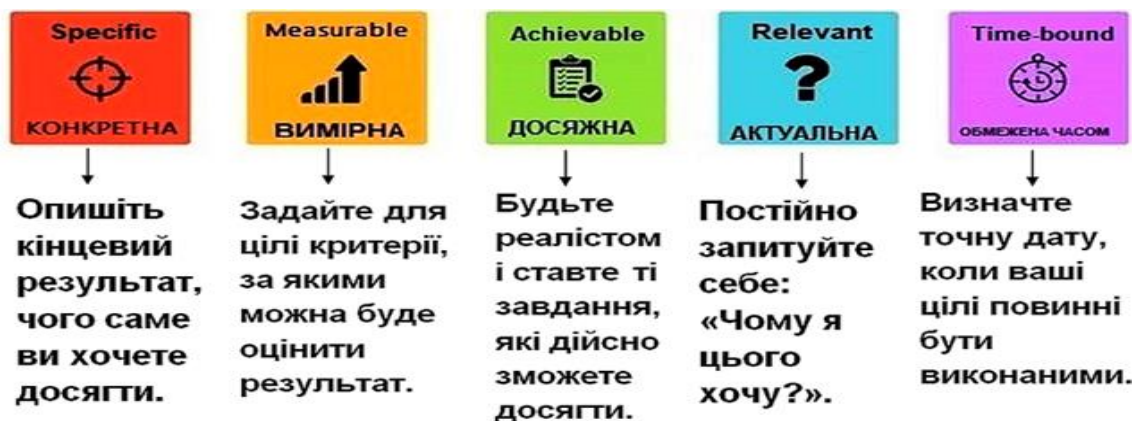 Specific
КОНКРЕТНА
Опишіть
кінцевий
результат,
чого саме
ви хочете
досягти.
Measurable
ВИМІРНА
Задайте для
цілі критерії,
за якими
можна буде
оцінити
результат.
Achievable
ДОСЯЖНА
Будьте
реалістом
і ставте ті
завдання,
які дійсно
зможете
досягти.
Relevant
?
АКТУАЛЬНА
Постійно
запитуйте
себе:
«Чому я
цього
хочу?».
Time-bound
ОБМЕЖЕНА ЧАСОМ
Визначте
точну дату,
коли ваші
цілі повинні
бути
виконаними.